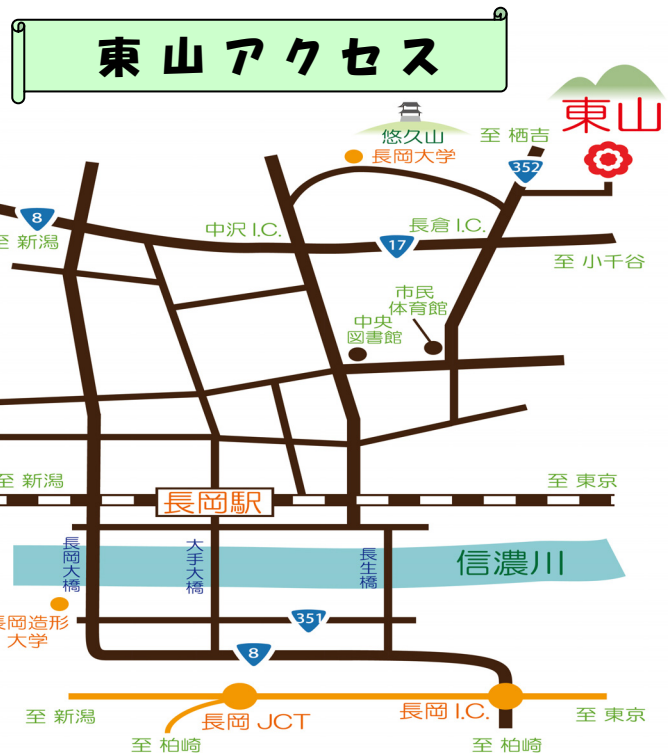 東山アクセス
東山
悠久山
長岡大学
至 栖吉
352
8
至 新潟
中沢 I.C.
長倉 I.C.
17
至 小千谷
市民
体育館
中央
図書館
至 新潟
長岡駅
至 東京
長岡大橋
大手大橋
長生橋
信濃川
長岡造形
大学
351
8
至 新潟
長岡 JCT
長岡 I.C.
至 東京
至 柏崎
至 柏崎